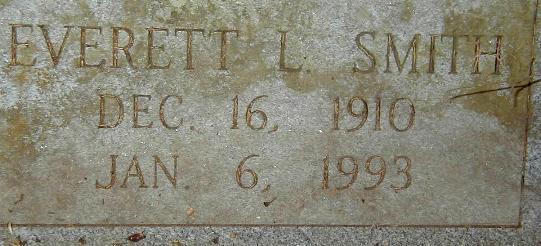 EVERETT L. SMITH
DEC. 16, 1910
JAN. 6, 1993